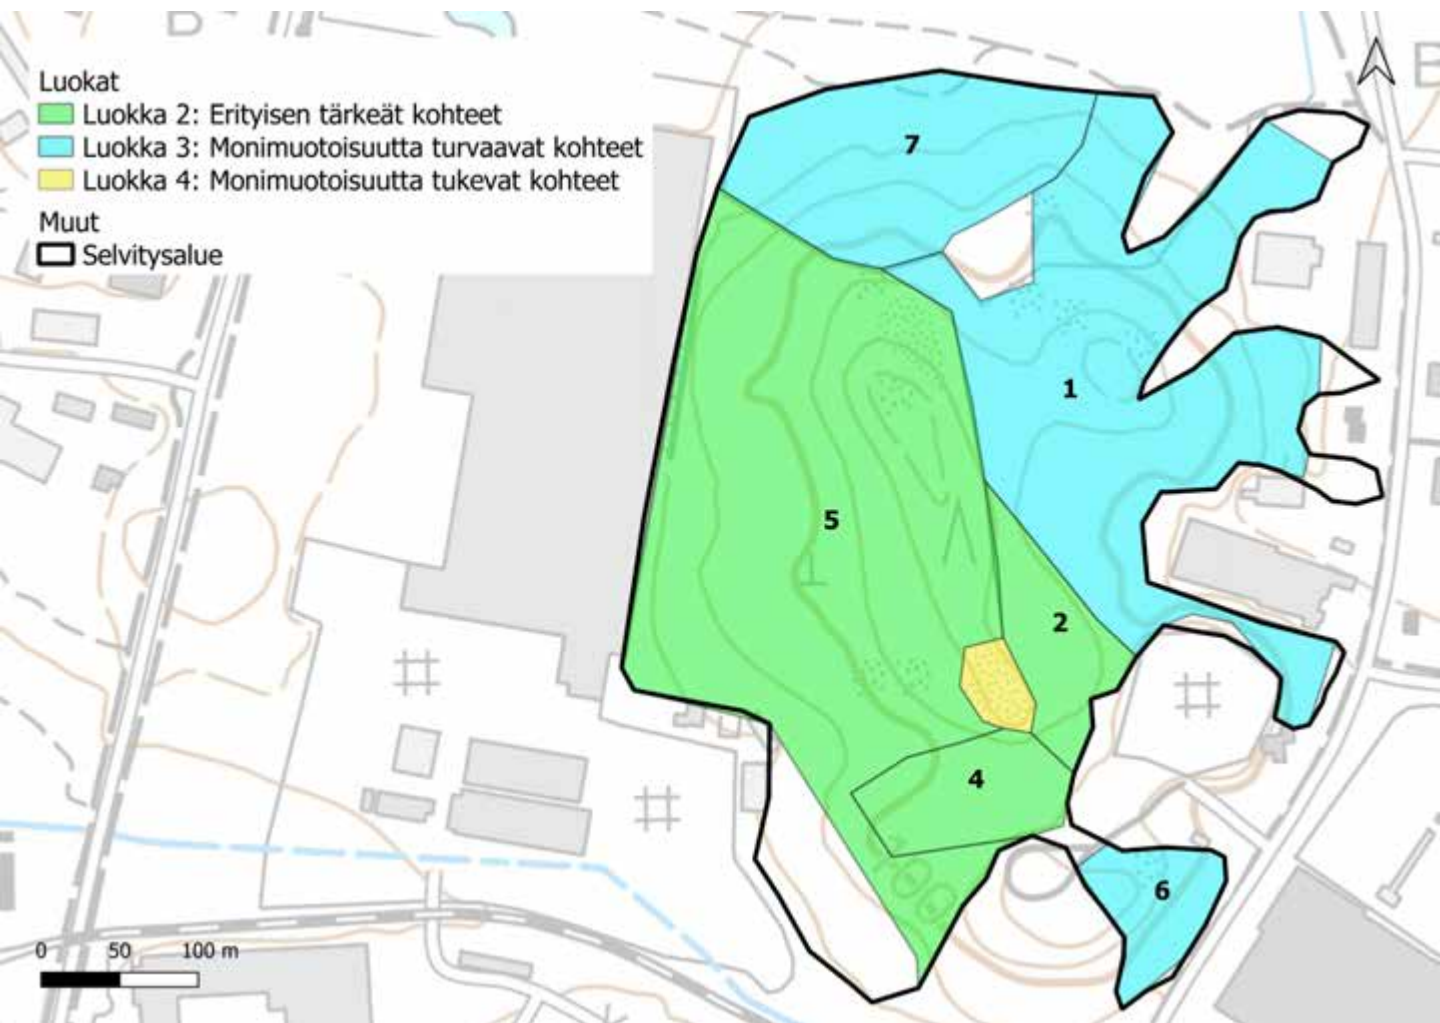 B
B
Luokat
Luokka 2: Erityisen tärkeät kohteet
Luokka 3: Monimuotoisuutta turvaavat kohteet
Luokka 4: Monimuotoisuutta tukevat kohteet
Muut
Selvitysalue
7
1
5
2
4
100
6
0 50 100 m